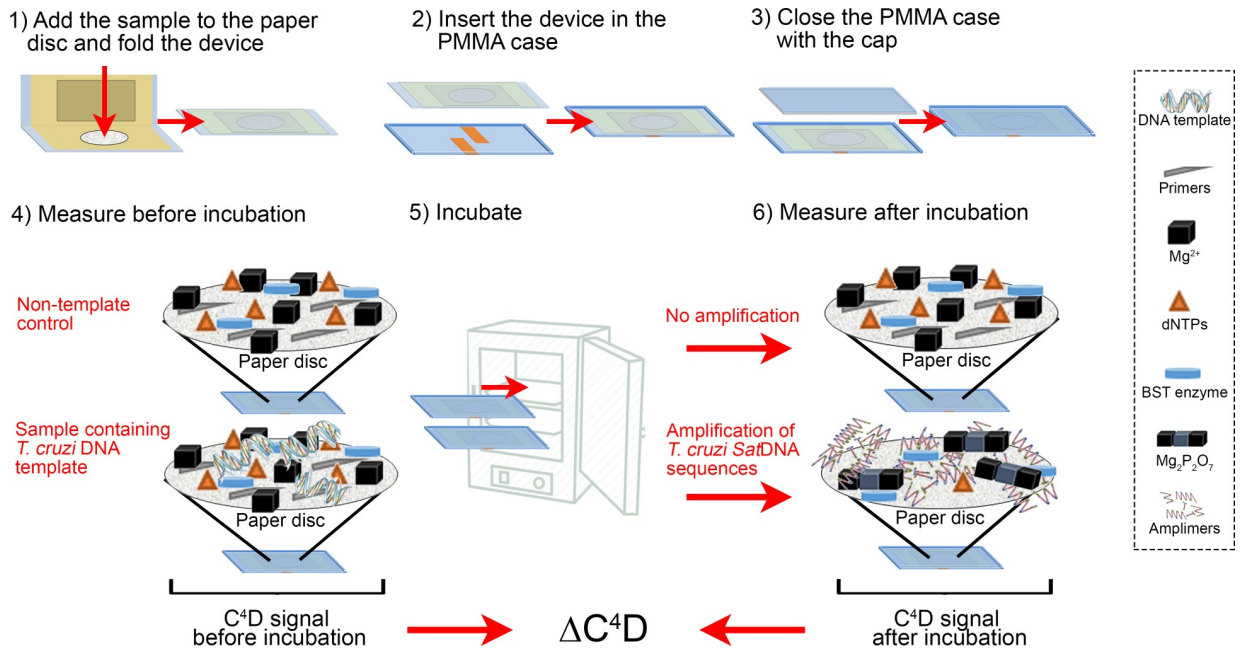 1) Add the sample to the paper
disc and fold the device
2) Insert the device in the
PMMA case
3) Close the PMMA case
with the cap
4) Measure before incubation
5) Incubate
6) Measure after incubation
Non-template
control
Paper disc
No amplification
Paper disc
Sample containing
T. cruzi DNA
template
Paper disc
Amplification of
T. cruzi SatDNA
sequences
Paper disc
C⁴D signal
before incubation
ΔC⁴D
C⁴D signal
after incubation
DNA template
Primers
Mg²⁺
dNTPs
BST enzyme
Mg₂P₂O₇
Amplimers